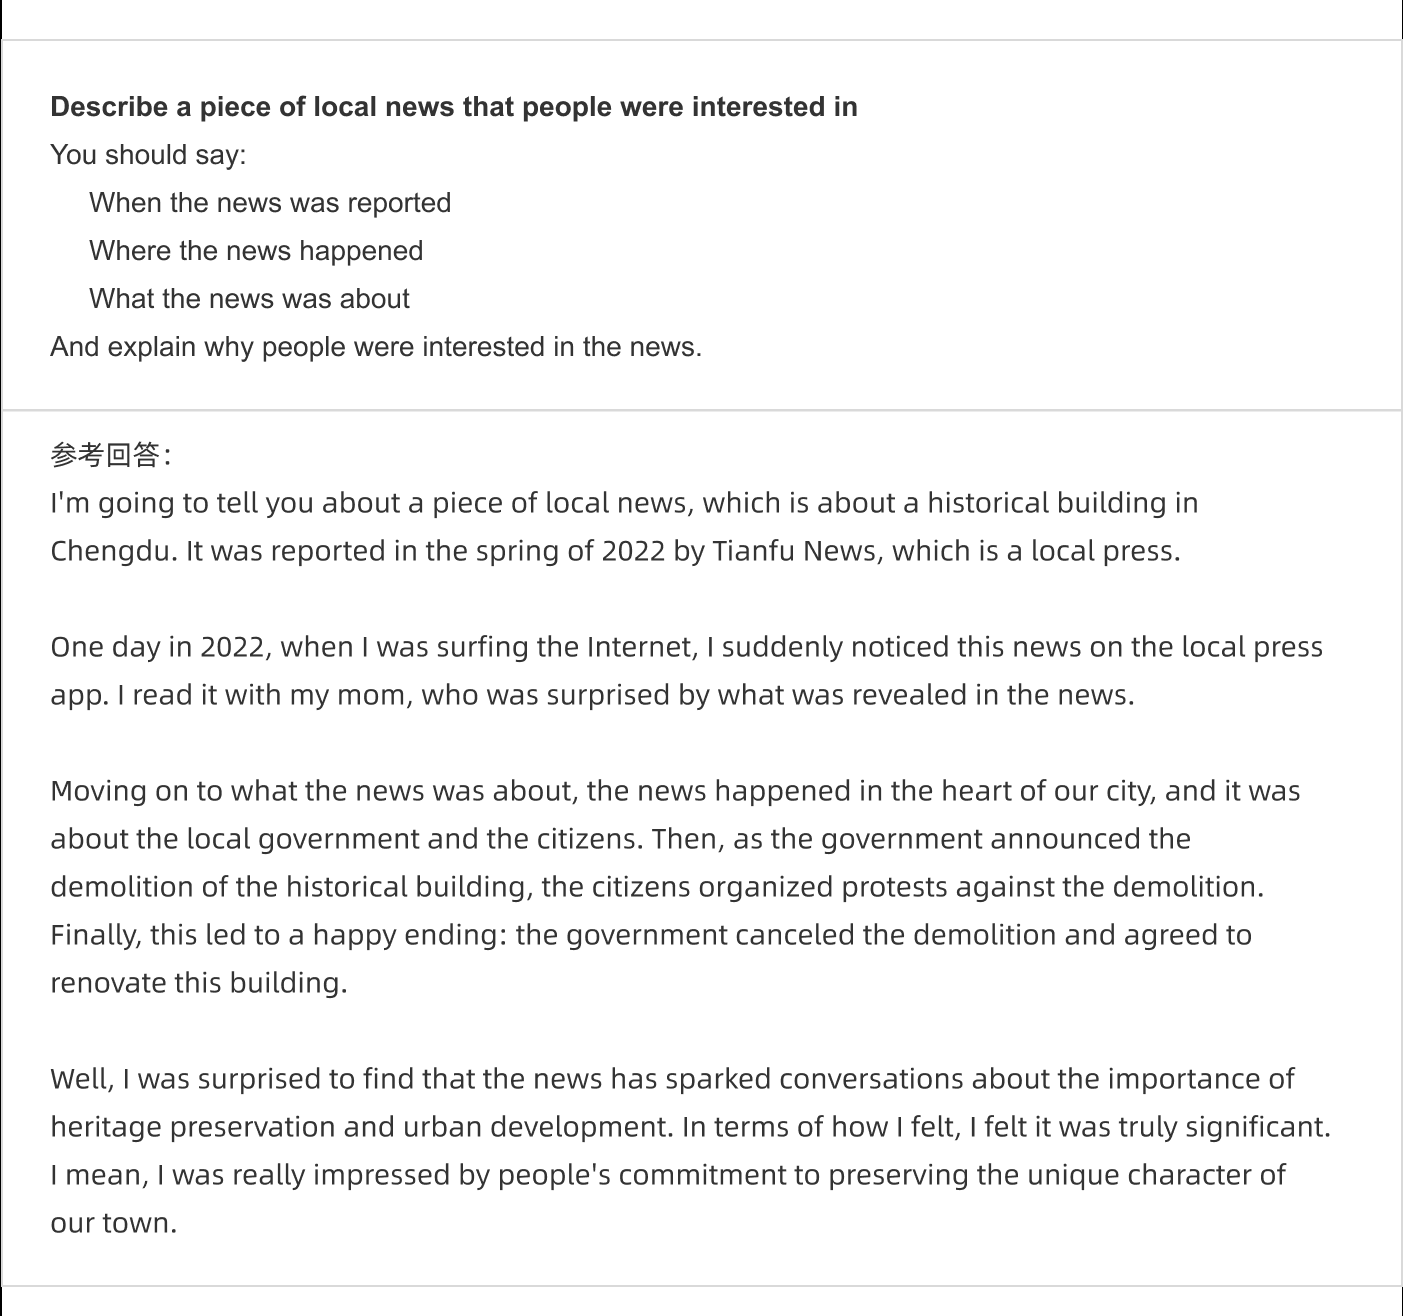 Describe a piece of local news that people were interested in
You should say:
When the news was reported
Where the news happened
What the news was about
And explain why people were interested in the news.
参考回答：
I'm going to tell you about a piece of local news, which is about a historical building in
Chengdu. It was reported in the spring of 2022 by Tianfu News, which is a local press.
One day in 2022, when I was surfing the Internet, I suddenly noticed this news on the local press
app. I read it with my mom, who was surprised by what was revealed in the news.
Moving on to what the news was about, the news happened in the heart of our city, and it was
about the local government and the citizens. Then, as the government announced the
demolition of the historical building, the citizens organized protests against the demolition.
Finally, this led to a happy ending: the government canceled the demolition and agreed to
renovate this building.
Well, I was surprised to find that the news has sparked conversations about the importance of
heritage preservation and urban development. In terms of how I felt, I felt it was truly significant.
I mean, I was really impressed by people's commitment to preserving the unique character of
our town.